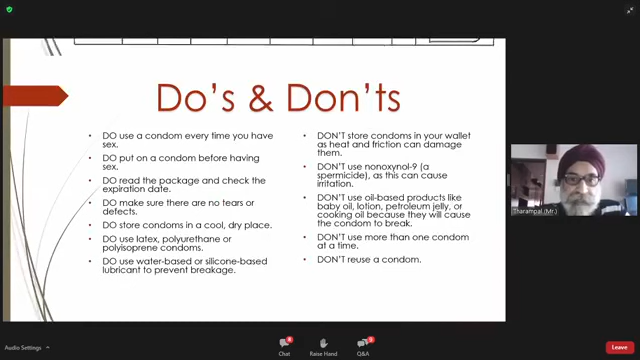 Do's & Don'ts
• DO use a condom every time you have
sex.
• DO put on a condom before having
sex.
• DO read the package and check the
expiration date.
• DO make sure there are no tears or
defects.
• DO store condoms in a cool, dry place.
• DO use latex, polyurethane or
polyisoprene condoms.
• DO use water-based or silicone-based
lubricant to prevent breakage.
• DON'T store condoms in your wallet
as heat and friction can damage
them.
• DON'T use nonoxynol-9 (a
spermicide), as this can cause
irritation.
• DON'T use oil-based products like
baby oil, lotion, petroleum jelly, or
cooking oil because they will cause
the condom to break.
• DON'T use more than one condom
at a time.
• DON'T reuse a condom.
Tharampal (Mr.)
Audio Settings
Chat
Raise Hand
Q&A
Leave